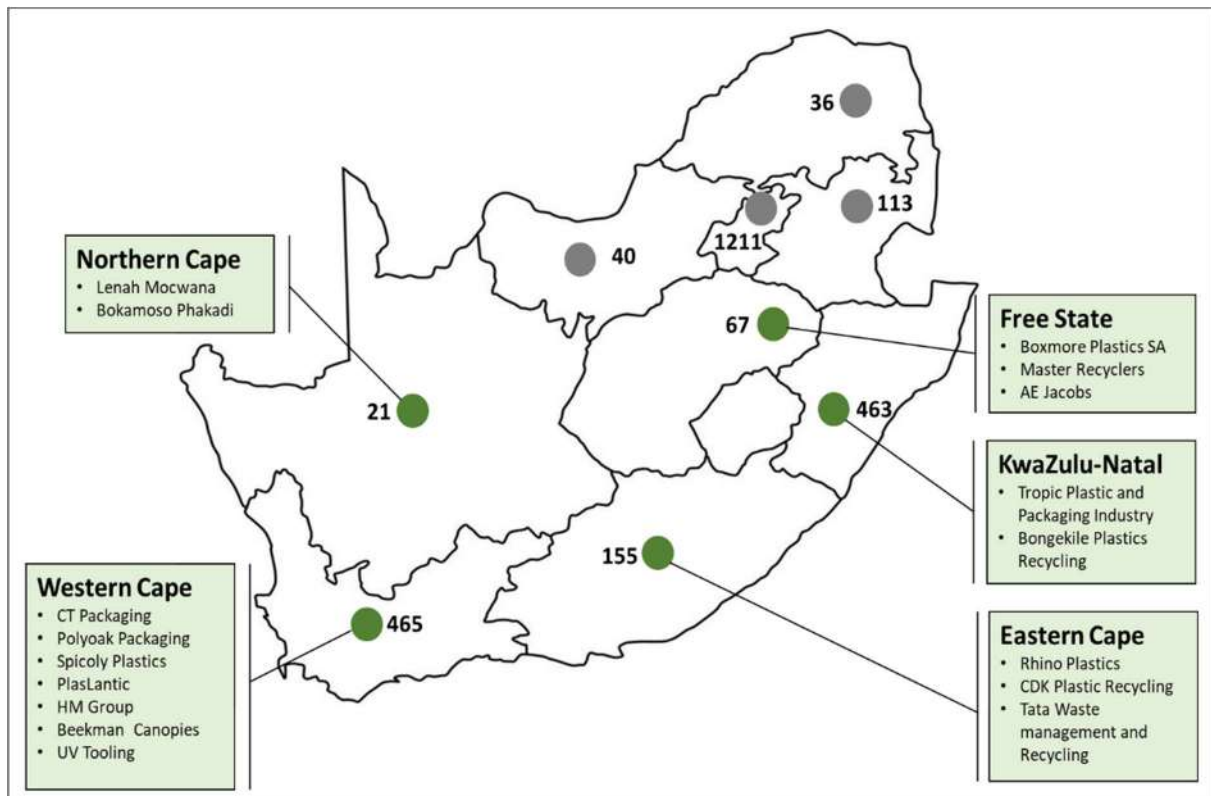 36
113
1211
40
Northern Cape
• Lenah Mocwana
• Bokamoso Phakadi
67
Free State
• Boxmore Plastics SA
• Master Recyclers
• AE Jacobs
21
463
KwaZulu-Natal
• Tropic Plastic and
Packaging Industry
• Bongekile Plastics
Recycling
155
Western Cape
• CT Packaging
• Polyoak Packaging
• Spicoly Plastics
• PlasLantic
• HM Group
• Beekman Canopies
• UV Tooling
465
Eastern Cape
• Rhino Plastics
• CDK Plastic Recycling
• Tata Waste
management and
Recycling